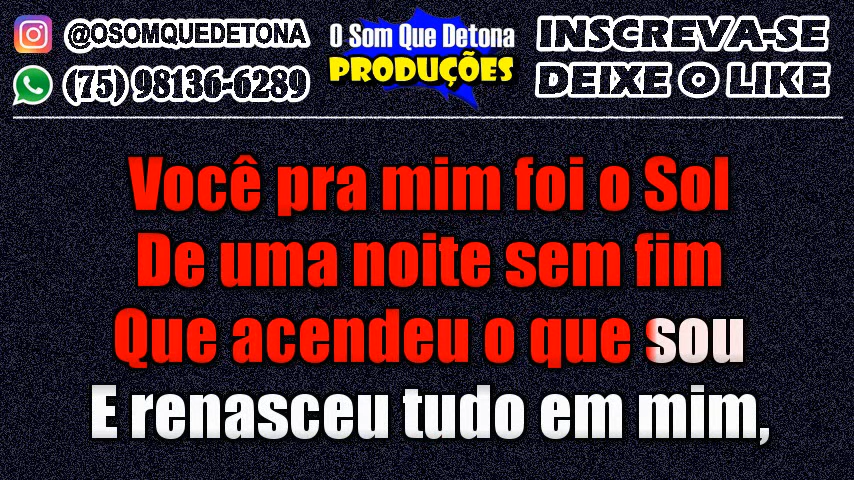 @OSOMQUEDETONA
(75) 98136-6289
O Som Que Detona
PRODUÇÕES
INSCREVA-SE
DEIXE O LIKE
Você pra mim foi o Sol
De uma noite sem fim
Que acendeu o que sou
E renasceu tudo em mim,